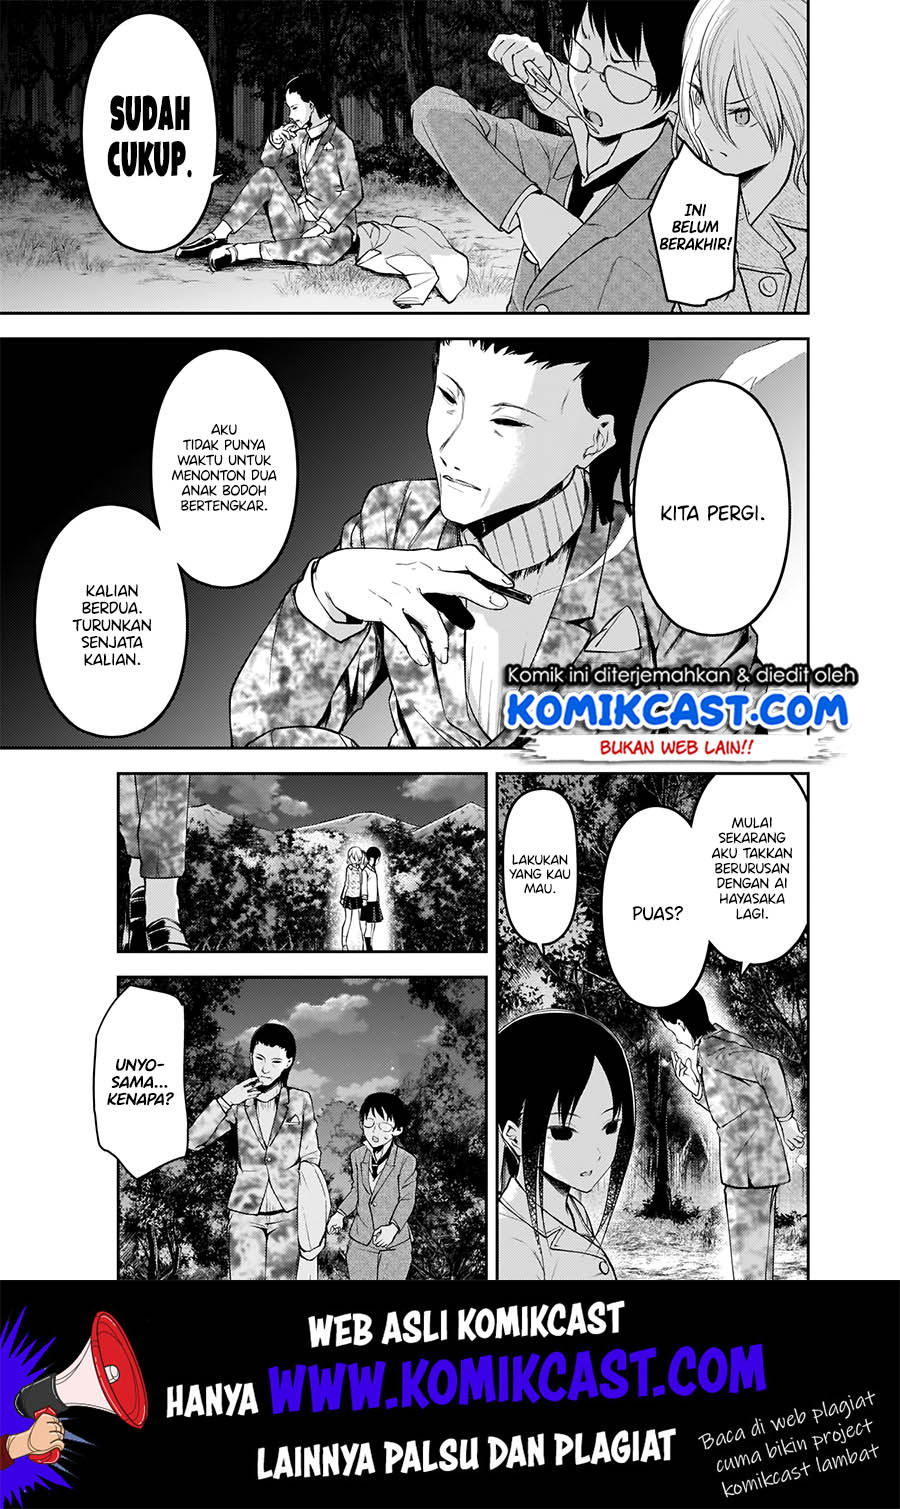 INI
BELUM
BERAKHIR!
SUDAH
CUKUP.
KITA PERGI.
AKU
TIDAK PUNYA
WAKTU UNTUK
MENONTON DUA
ANAK BODOH
BERTENGKAR.
KALIAN
BERDUA.
TURUNKAN
SENJATA
KALIAN.
Komik ini diterjemahkan & diedit oleh
KOMIKCAST.COM
BUKAN WEB LAIN!!
MULAI
SEKARANG
AKU TAKKAN
BERURUSAN
DENGAN AI
HAYASAKA
LAGI.
PUAS?
LAKUKAN
YANG KAU
MAU.
UNYO-
SAMA...
KENAPA?
WEB ASLI KOMIKCAST
HANYA WWW.KOMIKCAST.COM
LAINNYA PALSU DAN PLAGIAT
Baca di web plagiat
cuma bikin project
komikcast lambat